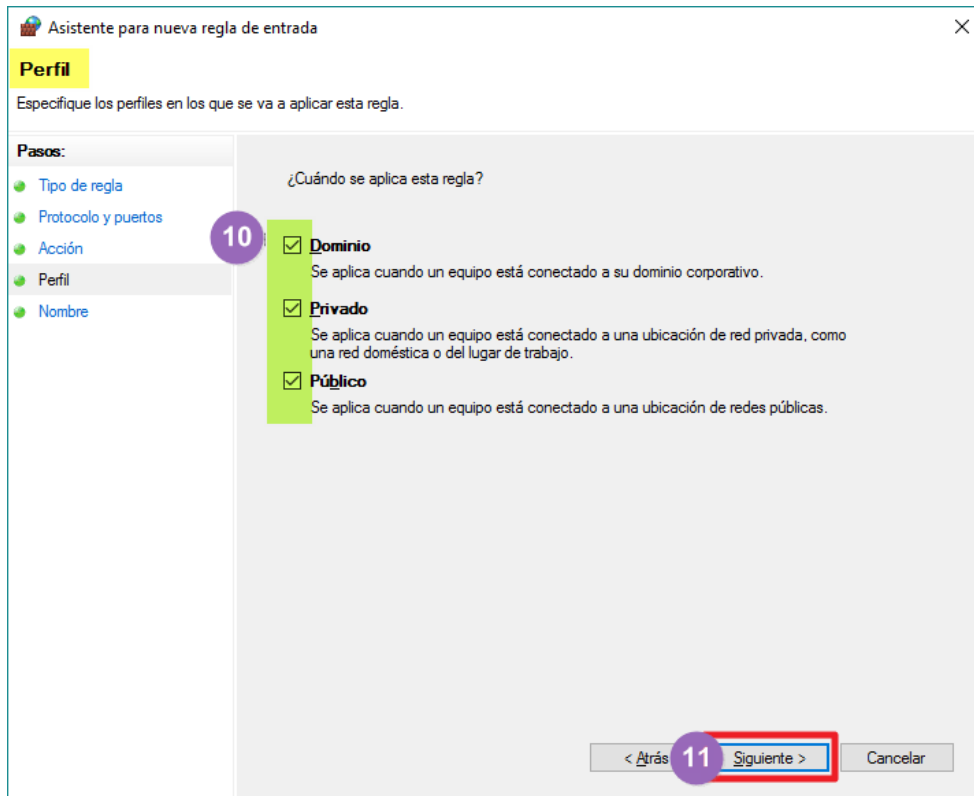 Asistente para nueva regla de entrada
Perfil
Especifique los perfiles en los que se va a aplicar esta regla.
Pasos:
Tipo de regla
Protocolo y puertos
Acción
Perfil
Nombre
¿Cuándo se aplica esta regla?
10
Dominio
Se aplica cuando un equipo está conectado a su dominio corporativo.
Privado
Se aplica cuando un equipo está conectado a una ubicación de red privada, como
una red doméstica o del lugar de trabajo.
Público
Se aplica cuando un equipo está conectado a una ubicación de redes públicas.
< Atrás 11 Siguiente > Cancelar